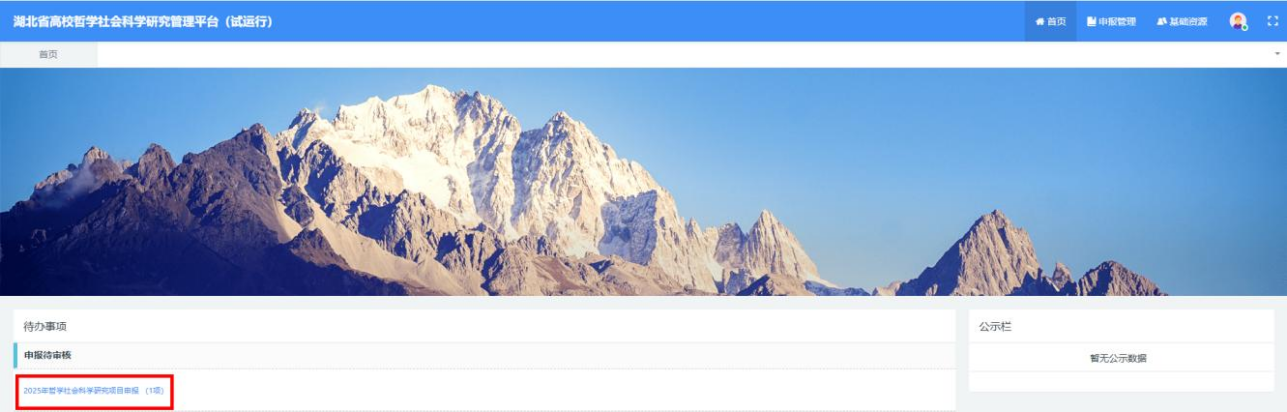 湖北省高校哲学社会科学研究管理平台（试运行）
首页 申报管理 基础资源
首页
待办事项
申报待审核
2025年哲学社会科学研究项目申报 （1项）
公示栏
暂无公示数据